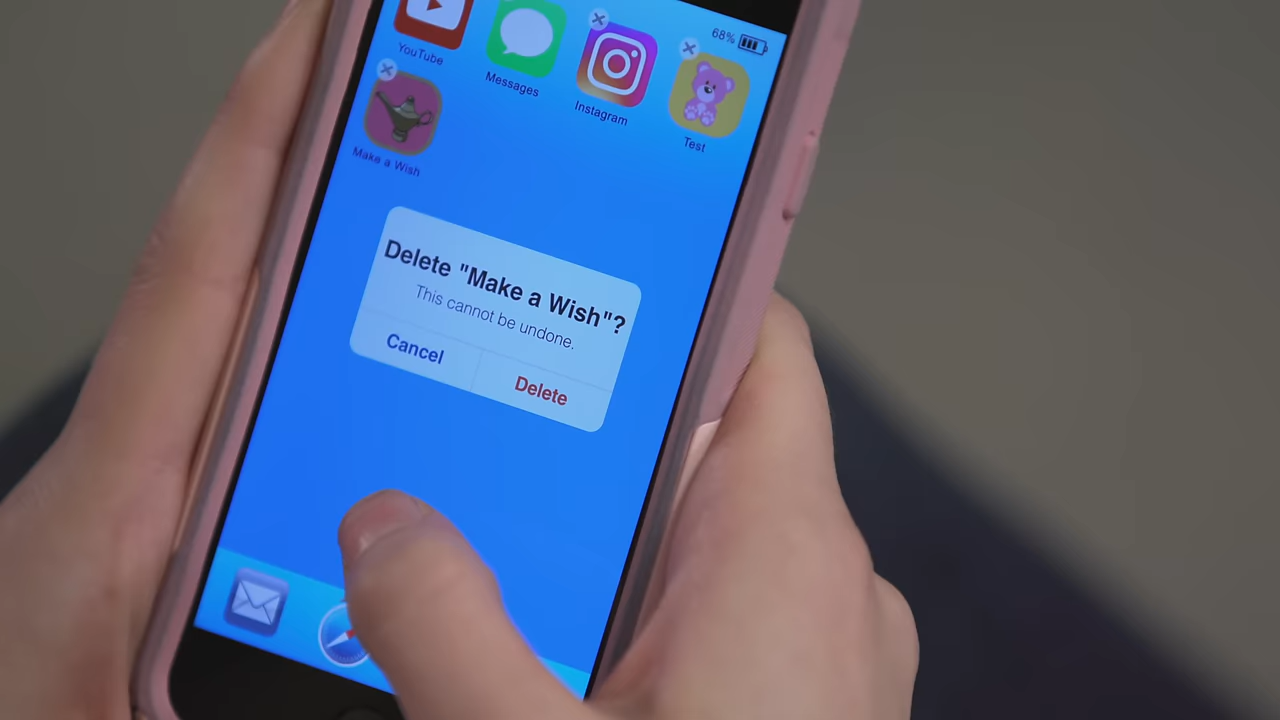 68%
YouTube
Messages
Instagram
Test
Make a Wish
Delete "Make a Wish"?
This cannot be undone.
Cancel
Delete